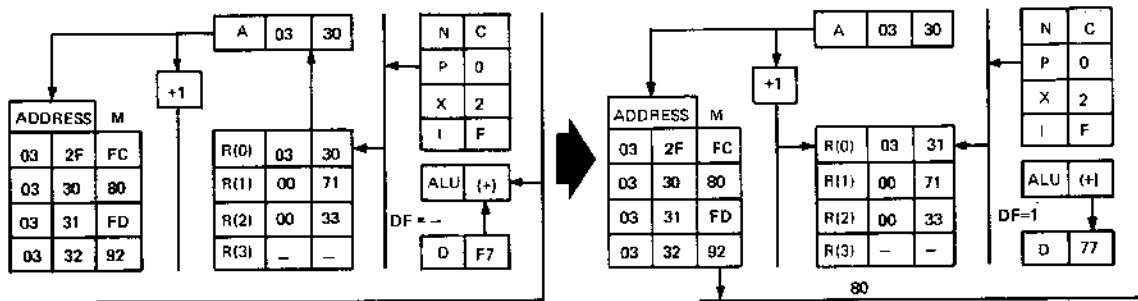 A 03 30
+1
N C
P 0
X 2
I F
ADDRESS M
03 2F FC
03 30 80
03 31 FD
03 32 92
R(0) 03 30
R(1) 00 71
R(2) 00 33
R(3) – –
ALU (+)
DF = –
D F7
A 03 30
+1
N C
P 0
X 2
I F
ADDRESS M
03 2F FC
03 30 80
03 31 FD
03 32 92
R(0) 03 31
R(1) 00 71
R(2) 00 33
R(3) – –
ALU (+)
DF=1
D 77
80